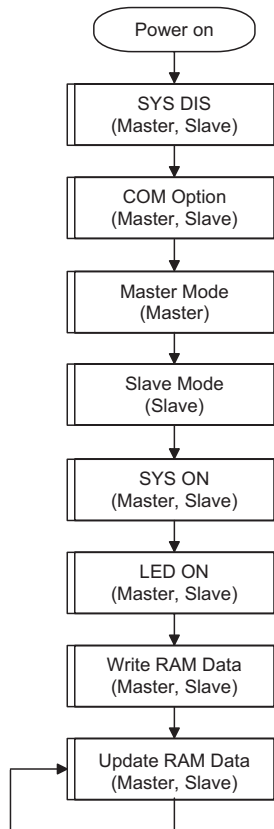 Power on
SYS DIS
(Master, Slave)
COM Option
(Master, Slave)
Master Mode
(Master)
Slave Mode
(Slave)
SYS ON
(Master, Slave)
LED ON
(Master, Slave)
Write RAM Data
(Master, Slave)
Update RAM Data
(Master, Slave)